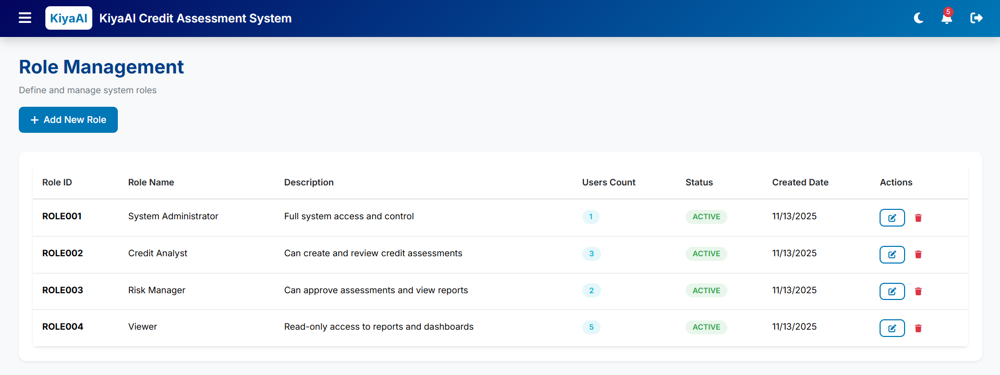 KiyaAI KiyaAI Credit Assessment System 5
Role Management
Define and manage system roles
+ Add New Role
Role ID Role Name Description Users Count Status Created Date Actions
ROLE001 System Administrator Full system access and control 1 ACTIVE 11/13/2025
ROLE002 Credit Analyst Can create and review credit assessments 3 ACTIVE 11/13/2025
ROLE003 Risk Manager Can approve assessments and view reports 2 ACTIVE 11/13/2025
ROLE004 Viewer Read-only access to reports and dashboards 5 ACTIVE 11/13/2025